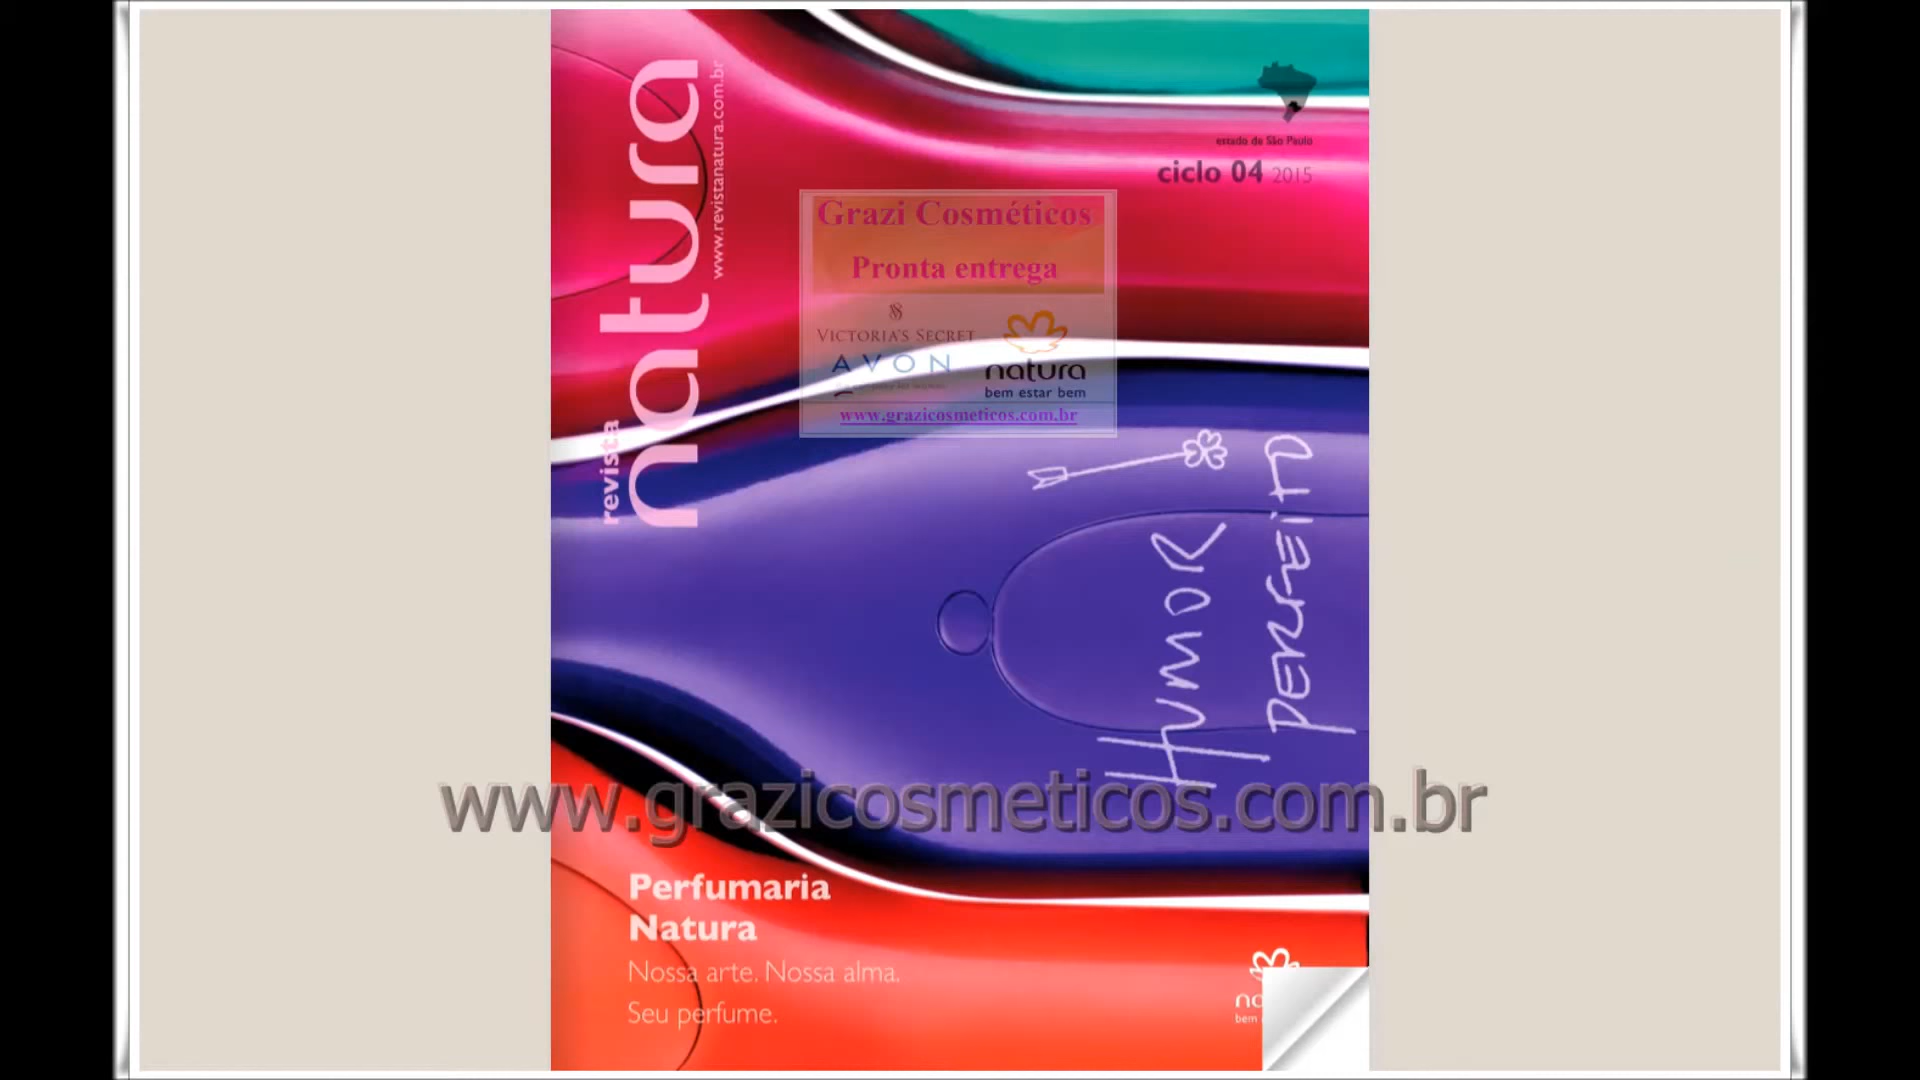 revista
natura
www.revistanatura.com.br
estado de São Paulo
ciclo 04 2015
Grazi Cosméticos
Pronta entrega
VICTORIA'S SECRET
AVON
natura
bem estar bem
www.grazicosmeticos.com.br
HUMOR
PERFEITO
www.grazicosmeticos.com.br
Perfumaria
Natura
Nossa arte. Nossa alma.
Seu perfume.
bem